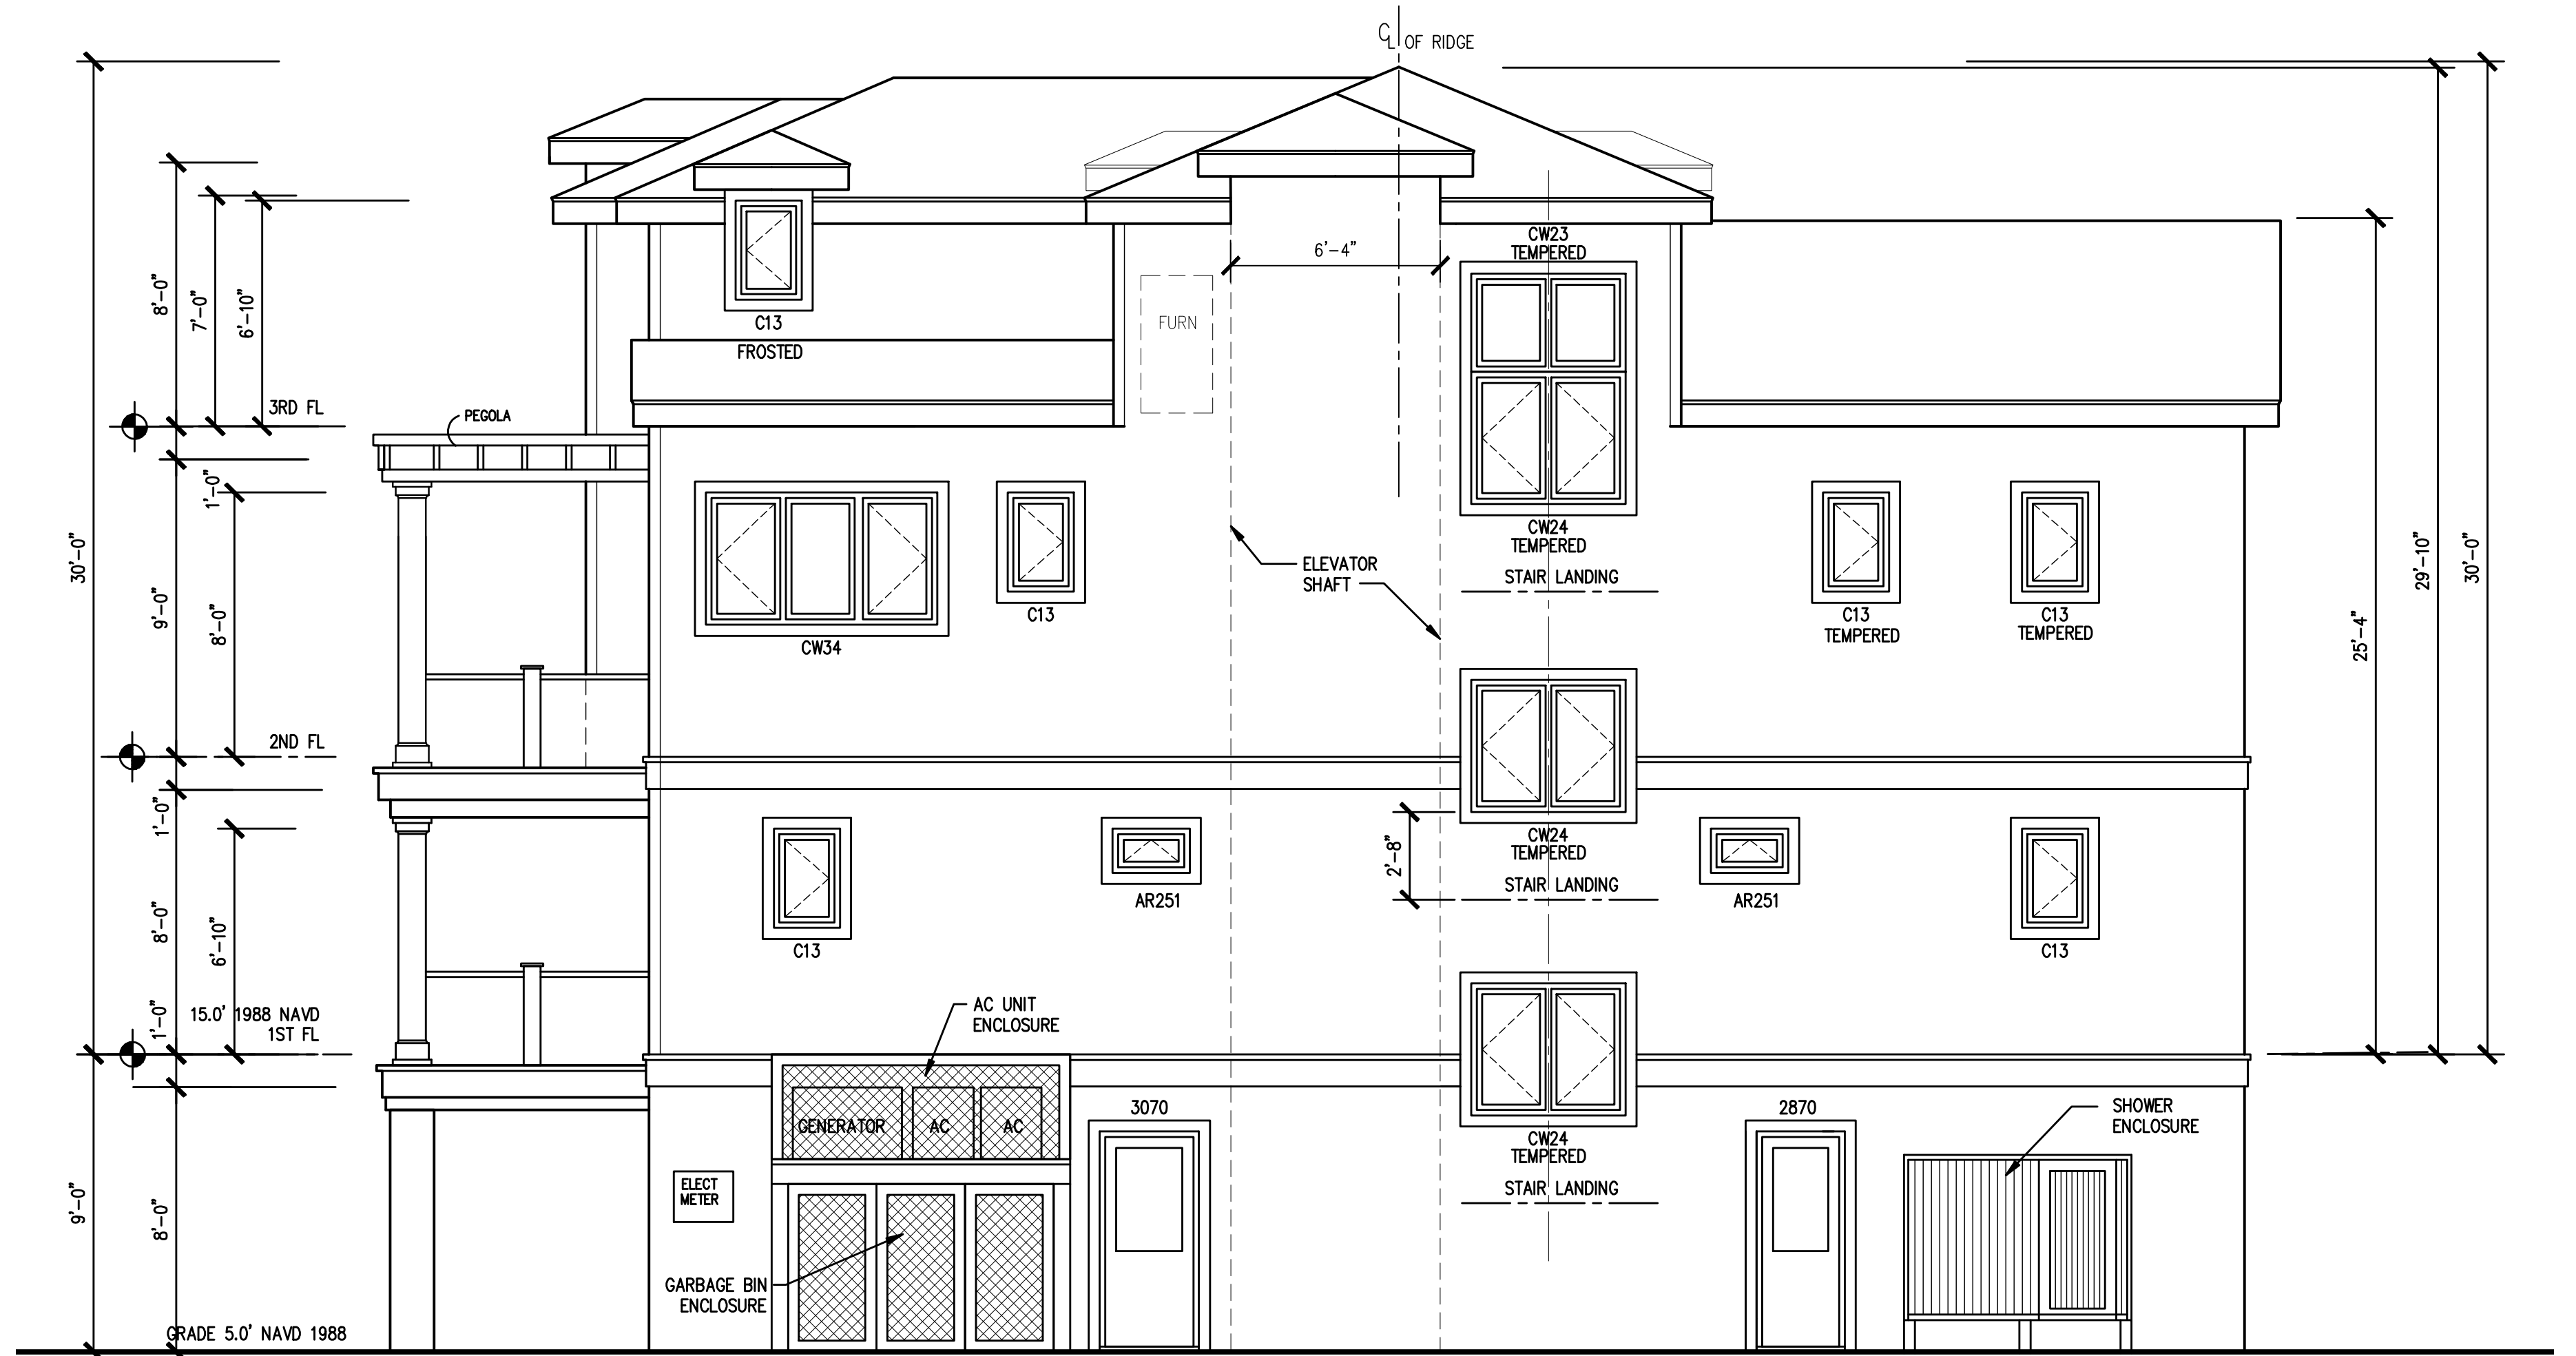 CL OF RIDGE
CW23
TEMPERED
6'-4"
8'-0"
7'-0"
6'-10"
C13
FROSTED
FURN
3RD FL
PEGOLA
1'-0"
CW24
TEMPERED
30'-0"
9'-0"
8'-0"
ELEVATOR
SHAFT
STAIR LANDING
29'-10"
30'-0"
25'-4"
CW34
C13
C13
TEMPERED
C13
TEMPERED
2ND FL
1'-0"
CW24
TEMPERED
2'-8"
STAIR LANDING
AR251
AR251
8'-0"
6'-10"
C13
C13
1'-0"
15.0' 1988 NAVD
1ST FL
AC UNIT
ENCLOSURE
GENERATOR
AC
AC
3070
2870
SHOWER
ENCLOSURE
CW24
TEMPERED
STAIR LANDING
ELECT
METER
9'-0"
8'-0"
GARBAGE BIN
ENCLOSURE
GRADE 5.0' NAVD 1988